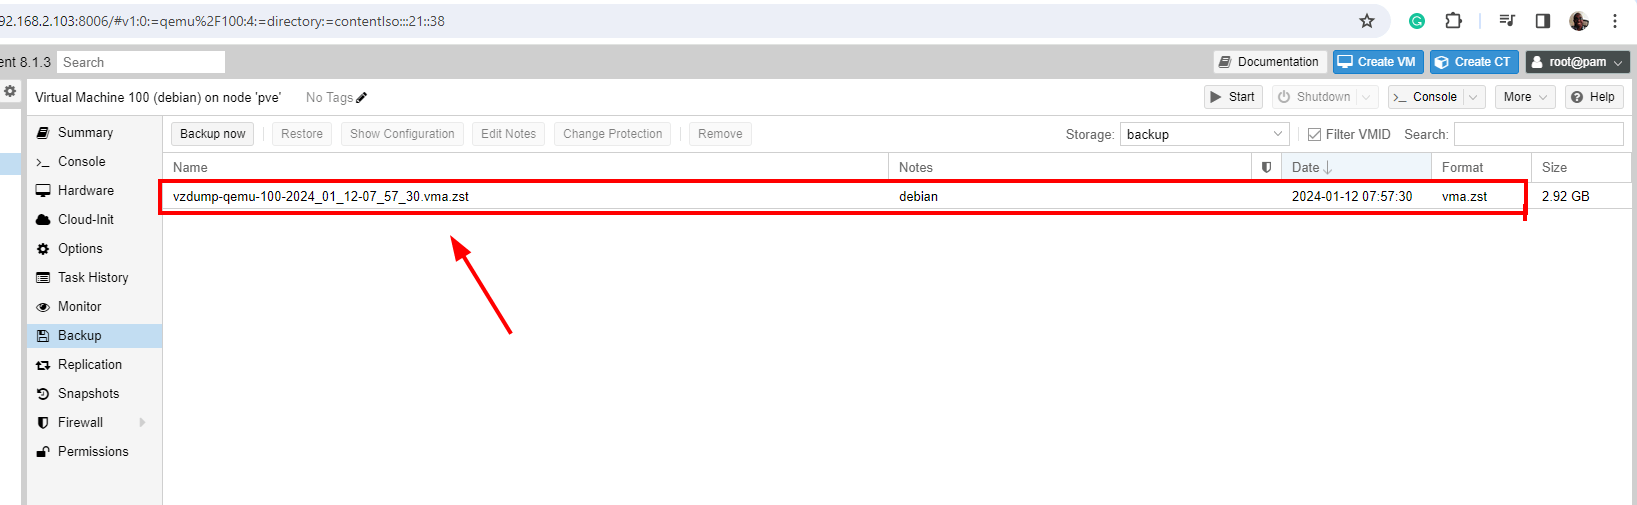 92.168.2.103:8006/#v1:0:=qemu%2F100:4:=directory:=contentIso:::21::38
ent 8.1.3 Search Documentation Create VM Create CT root@pam
Virtual Machine 100 (debian) on node 'pve' No Tags Start Shutdown Console More Help
Summary
Console
Hardware
Cloud-Init
Options
Task History
Monitor
Backup
Replication
Snapshots
Firewall
Permissions
Backup now Restore Show Configuration Edit Notes Change Protection Remove Storage: backup Filter VMID Search:
Name Notes Date Format Size
vzdump-qemu-100-2024_01_12-07_57_30.vma.zst debian 2024-01-12 07:57:30 vma.zst 2.92 GB